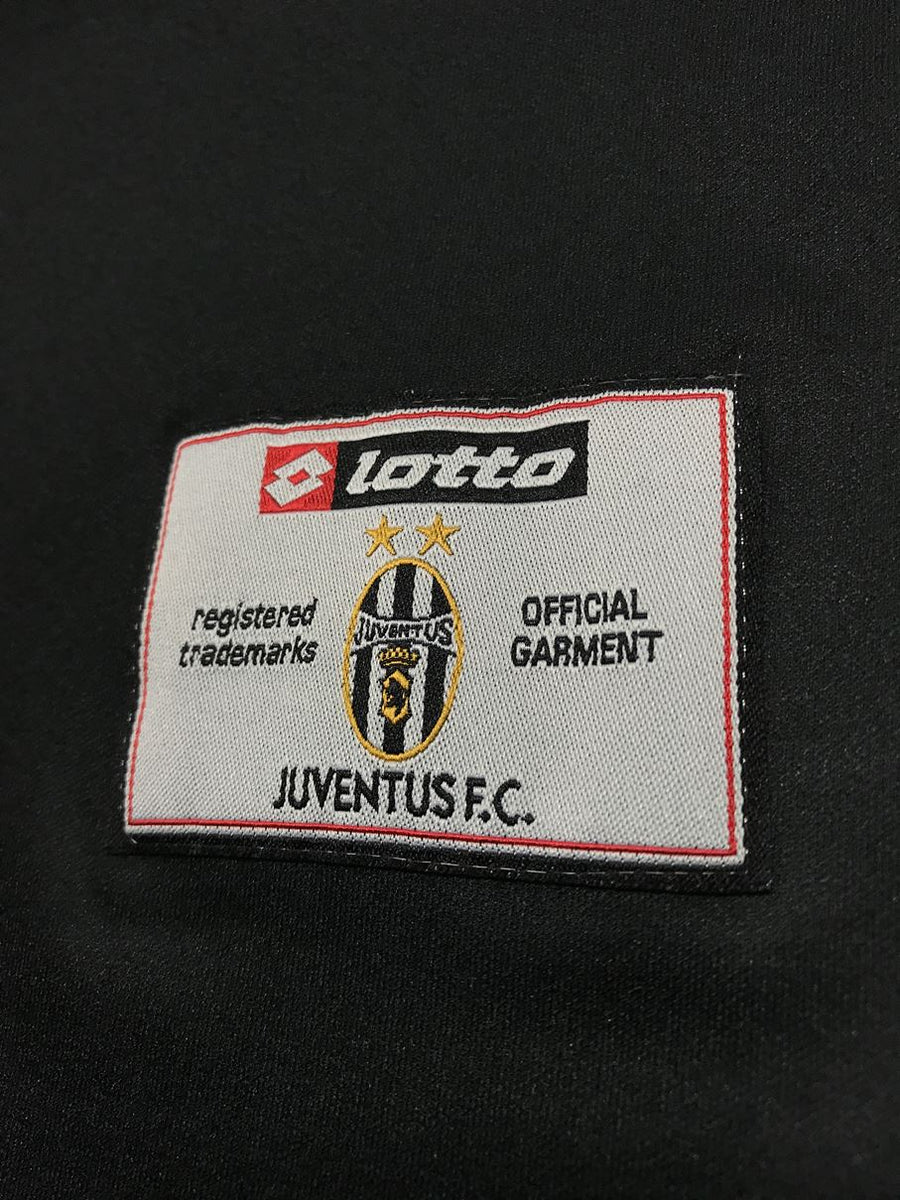 lotto
JUVENTUS
registered
trademarks
OFFICIAL
GARMENT
JUVENTUS F.C.